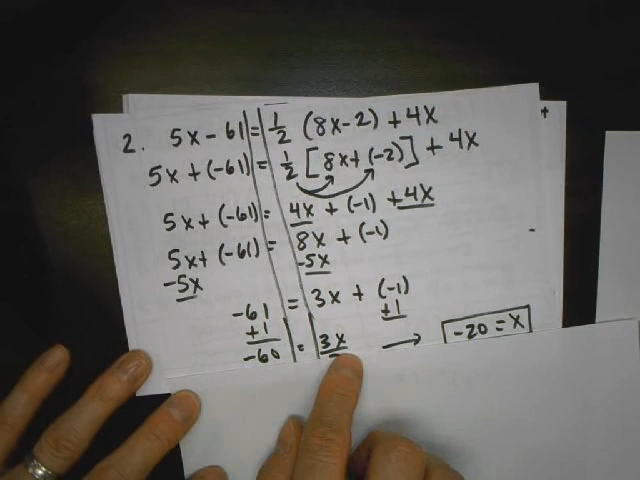 2. 5x - 61 = 1/2 (8x - 2) + 4x
5x + (-61) = 1/2 [8x + (-2)] + 4x
5x + (-61) = 4x + (-1) + 4x
5x + (-61) = 8x + (-1)
-5x -5x
-61 = 3x + (-1)
+1 +1
-60 = 3x → -20 = x